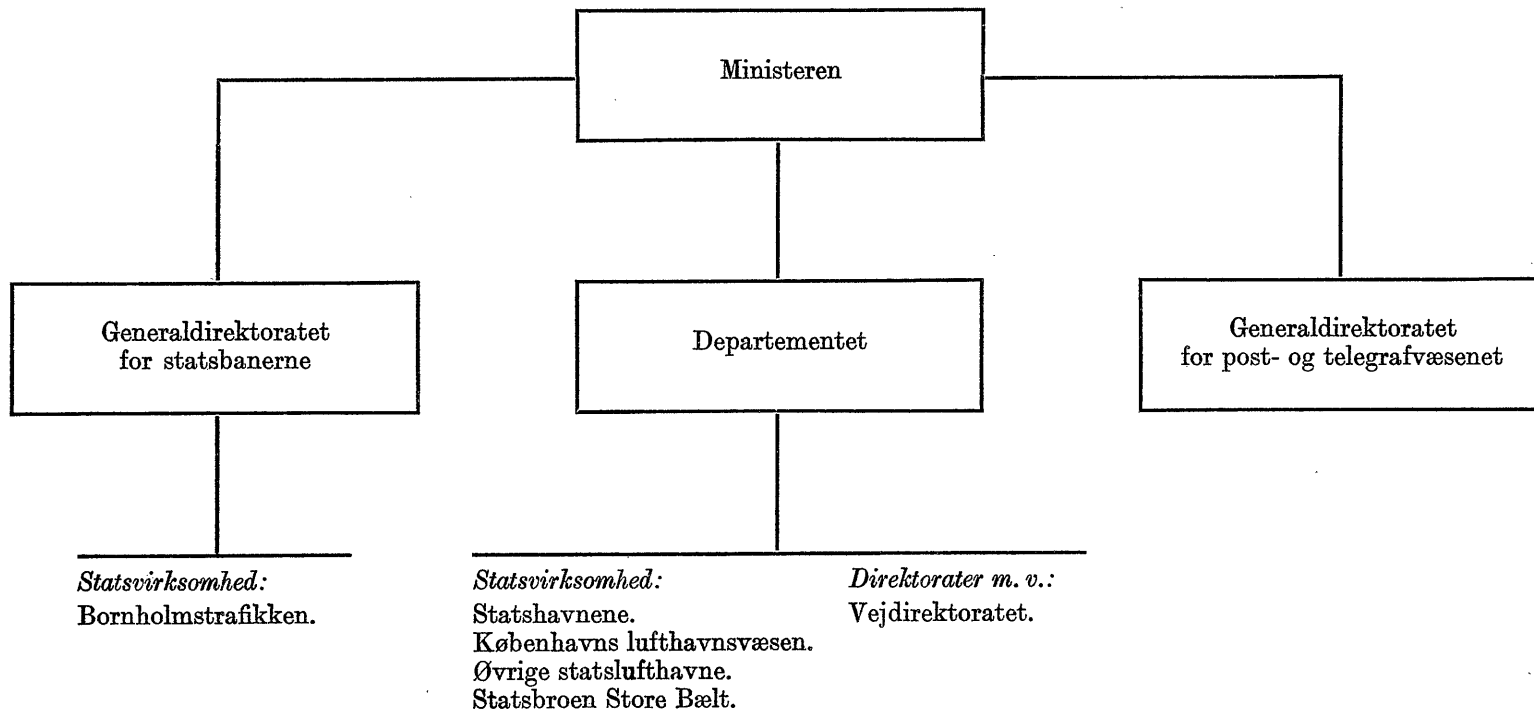 Ministeren
Generaldirektoratet
for statsbanerne
Departementet
Generaldirektoratet
for post- og telegrafvæsenet
Statsvirksomhed:
Bornholmstrafikken.
Statsvirksomhed:
Statshavnene.
Københavns lufthavnsvæsen.
Øvrige statslufthavne.
Statsbroen Store Bælt.
Direktorater m. v.:
Vejdirektoratet.